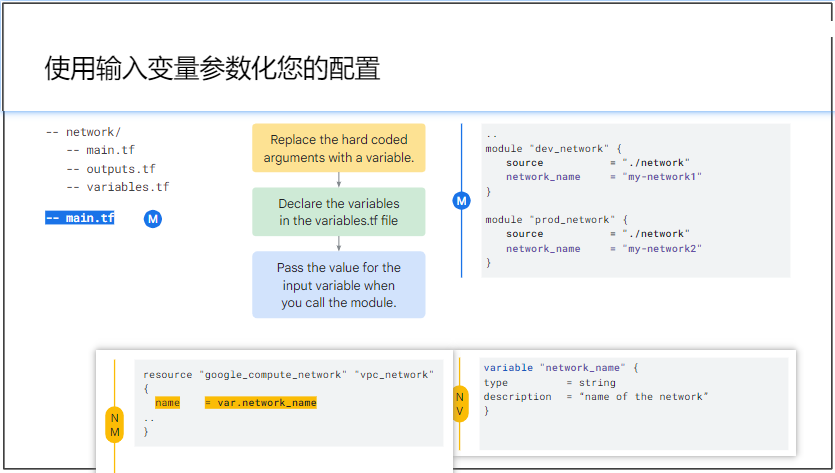 使用输入变量参数化您的配置
-- network/
-- main.tf
-- outputs.tf
-- variables.tf
-- main.tf
M
Replace the hard coded
arguments with a variable.
Declare the variables
in the variables.tf file
Pass the value for the
input variable when
you call the module.
M
..
module "dev_network" {
source = "./network"
network_name = "my-network1"
}
module "prod_network" {
source = "./network"
network_name = "my-network2"
}
N
M
resource "google_compute_network" "vpc_network"
{
name = var.network_name
..
}
N
V
variable "network_name" {
type = string
description = "name of the network"
}